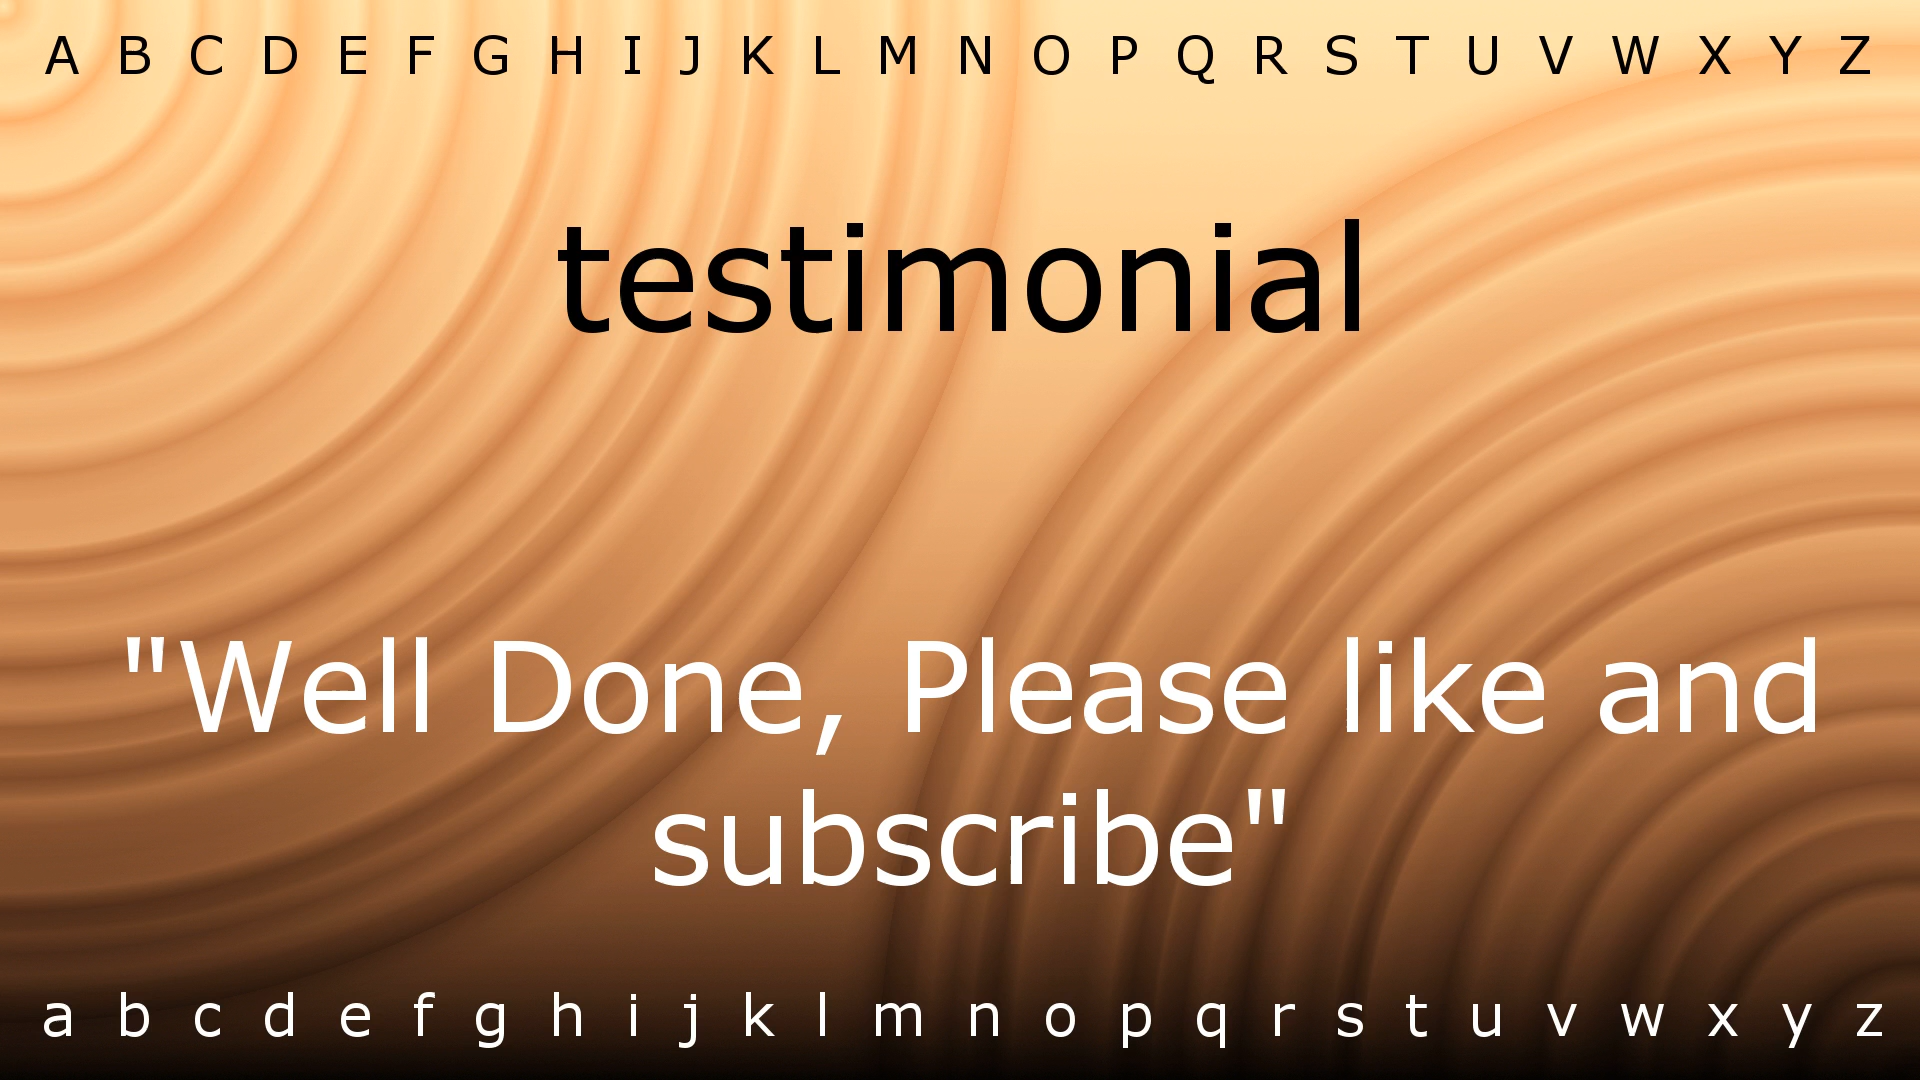 A B C D E F G H I J K L M N O P Q R S T U V W X Y Z
testimonial
"Well Done, Please like and
subscribe"
a b c d e f g h i j k l m n o p q r s t u v w x y z